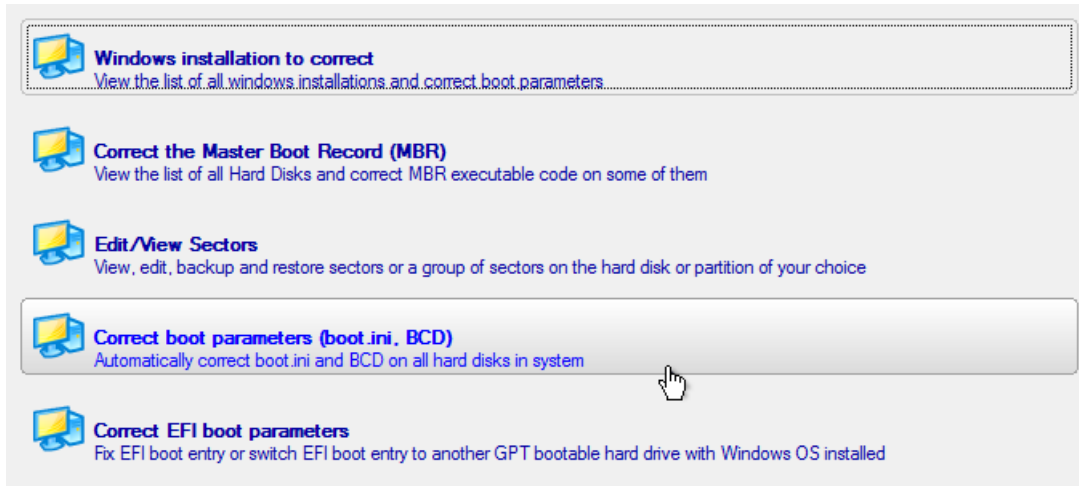 Windows installation to correct
View the list of all windows installations and correct boot parameters
Correct the Master Boot Record (MBR)
View the list of all Hard Disks and correct MBR executable code on some of them
Edit/View Sectors
View, edit, backup and restore sectors or a group of sectors on the hard disk or partition of your choice
Correct boot parameters (boot.ini, BCD)
Automatically correct boot.ini and BCD on all hard disks in system
Correct EFI boot parameters
Fix EFI boot entry or switch EFI boot entry to another GPT bootable hard drive with Windows OS installed